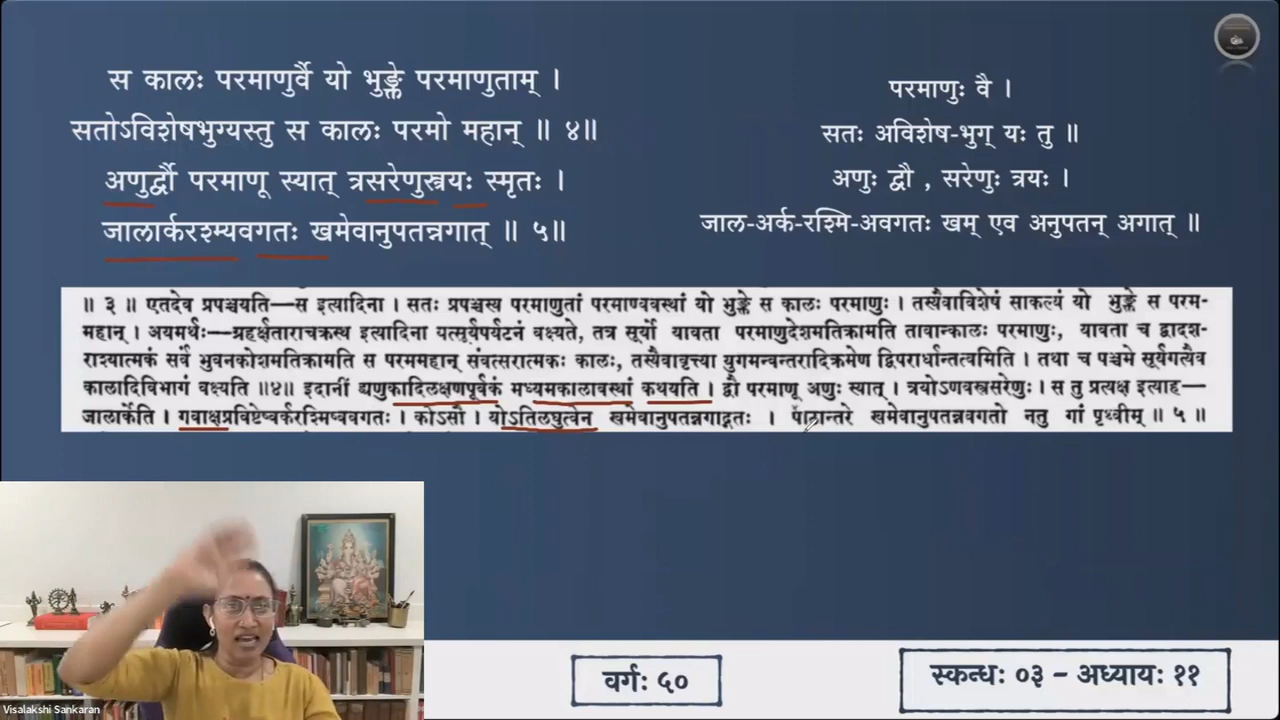 स कालः परमाणुर्वै यो भुङ्क्ते परमाणुताम् ।
सतोऽविशेषभुग्यस्तु स कालः परमो महान् ॥ ४॥
अणुर्द्वौ परमाणू स्यात् त्रसरेणुस्त्रयः स्मृतः ।
जालार्करश्म्यवगतः खमेवानुपतन्नगात् ॥ ५॥
परमाणुः वै ।
सतः अविशेष-भुग् यः तु ॥
अणुः द्वौ , सरेणुः त्रयः ।
जाल-अर्क-रश्मि-अवगतः खम् एव अनुपतन् अगात् ॥
॥ ३ ॥ एतदेव प्रपञ्चयति—स इत्यादिना । सतः प्रपञ्चस्य परमाणुतां परमाण्ववस्थां यो भुङ्के स कालः परमाणुः । तस्यैवाविशेषं साकल्यं यो भुङ्के स परम-
महान् । अयमर्थः—ग्रहर्क्षताराचक्रस्थ इत्यादिना यत्सूर्यपर्यटनं वक्ष्यते, तत्र सूर्यो यावता परमाणुदेशमतिक्रामति तावान्कालः परमाणुः, यावता च द्वादश-
राश्यात्मकं सर्वं भुवनकोशमतिक्रामति स परममहान् संवत्सरात्मकः कालः, तस्यैवावृत्त्या युगमन्वन्तरादिक्रमेण द्विपरार्धान्तत्वमिति । तथा च पञ्चमे सूर्यगत्यैव
कालादिविभागं वक्ष्यति ॥४॥ इदानीं द्व्यणुकादिलक्षणपूर्वकं मध्यमकालावस्थां कथयति । द्वौ परमाणू अणुः स्यात् । त्रयोऽणवस्त्रसरेणुः । स तु प्रत्यक्ष इत्याह—
जालार्केति । गवाक्षप्रविष्टेष्वर्करश्मिष्ववगतः । कोऽसौ । योऽतिलघुत्वेन खमेवानुपतन्नगाद्गतः । पाठान्तरे खमेवानुपतन्नवगतो नतु गां पृथ्वीम् ॥ ५ ॥
Visalakshi Sankaran
वर्गः ५०
स्कन्धः ०३ – अध्यायः ११